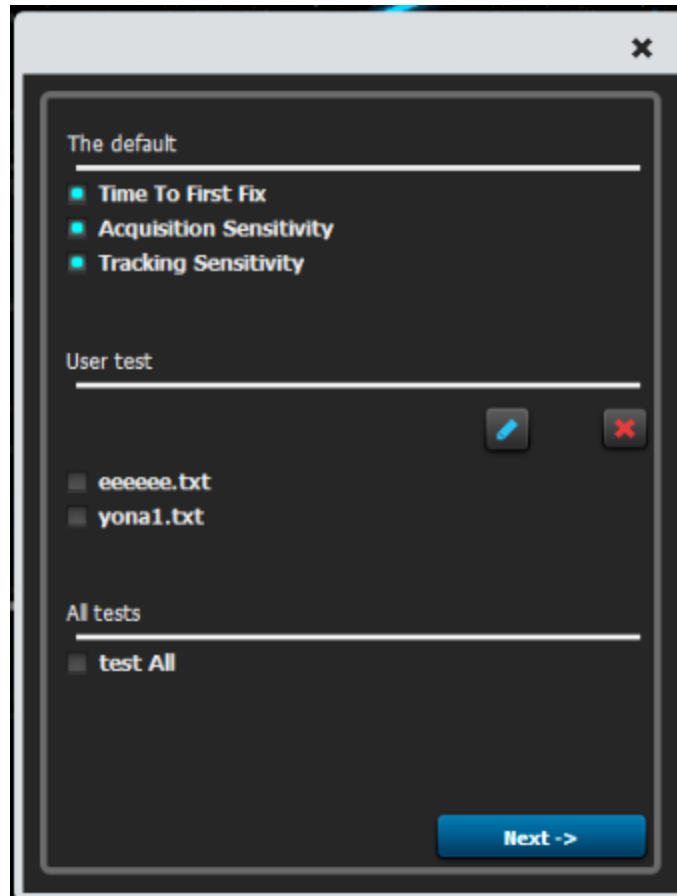 The default
Time To First Fix
Acquisition Sensitivity
Tracking Sensitivity
User test
eeeeee.txt
yona1.txt
All tests
test All
Next ->